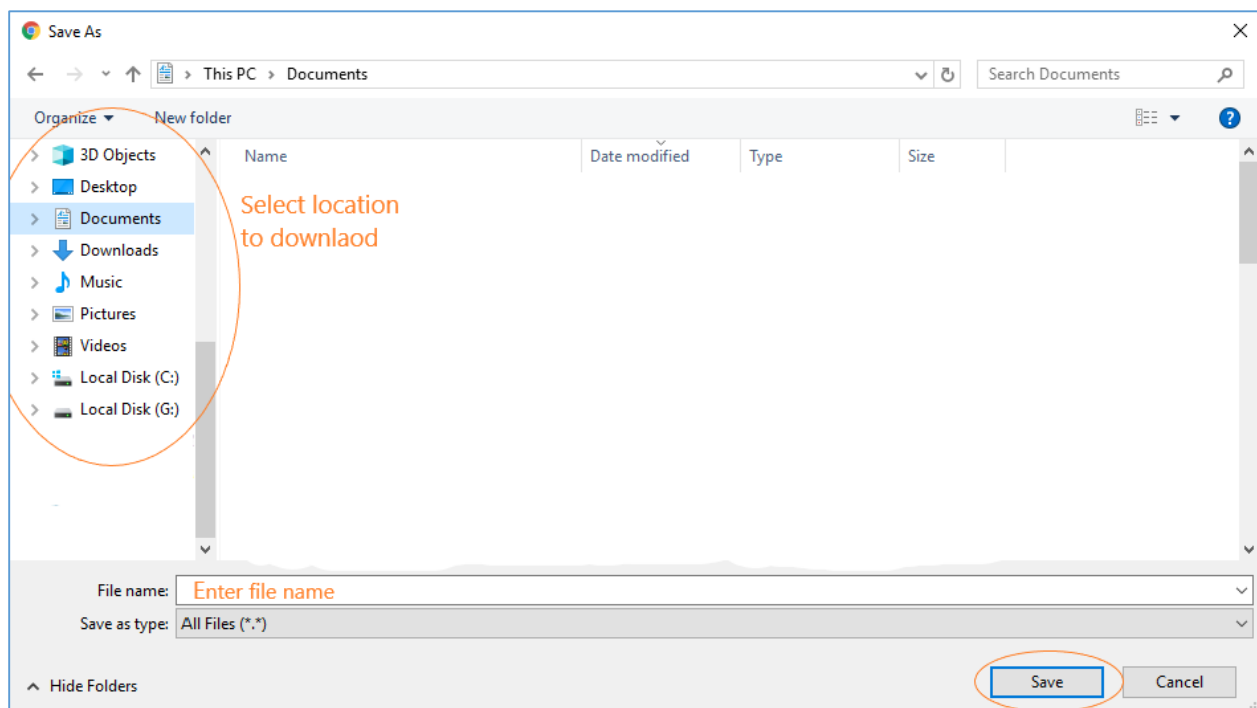 Save As
This PC > Documents
Search Documents
Organize
New folder
3D Objects
Name
Date modified
Type
Size
Desktop
Select location
to downlaod
Documents
Downloads
Music
Pictures
Videos
Local Disk (C:)
Local Disk (G:)
File name: Enter file name
Save as type: All Files (*.*)
Hide Folders
Save
Cancel